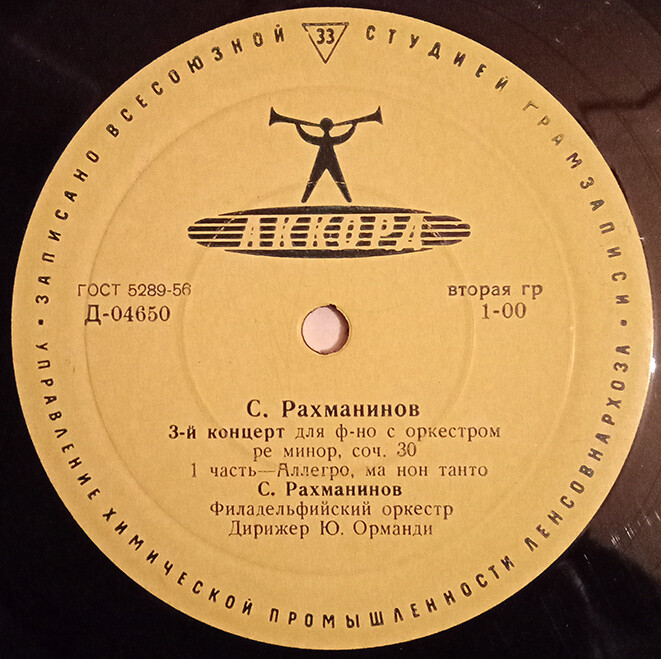 ЗАПИСАНО ВСЕСОЮЗНОЙ 33 СТУДИЕЙ ГРАМЗАПИСИ
АККОРД
ГОСТ 5289-56
Д-04650
вторая гр
1-00
С. Рахманинов
3-й концерт для ф-но с оркестром
ре минор, соч. 30
1 часть—Аллегро, ма нон танто
С. Рахманинов
Филадельфийский оркестр
Дирижер Ю. Орманди
• УПРАВЛЕНИЕ ХИМИЧЕСКОЙ ПРОМЫШЛЕННОСТИ ЛЕНСОВНАРХОЗА •